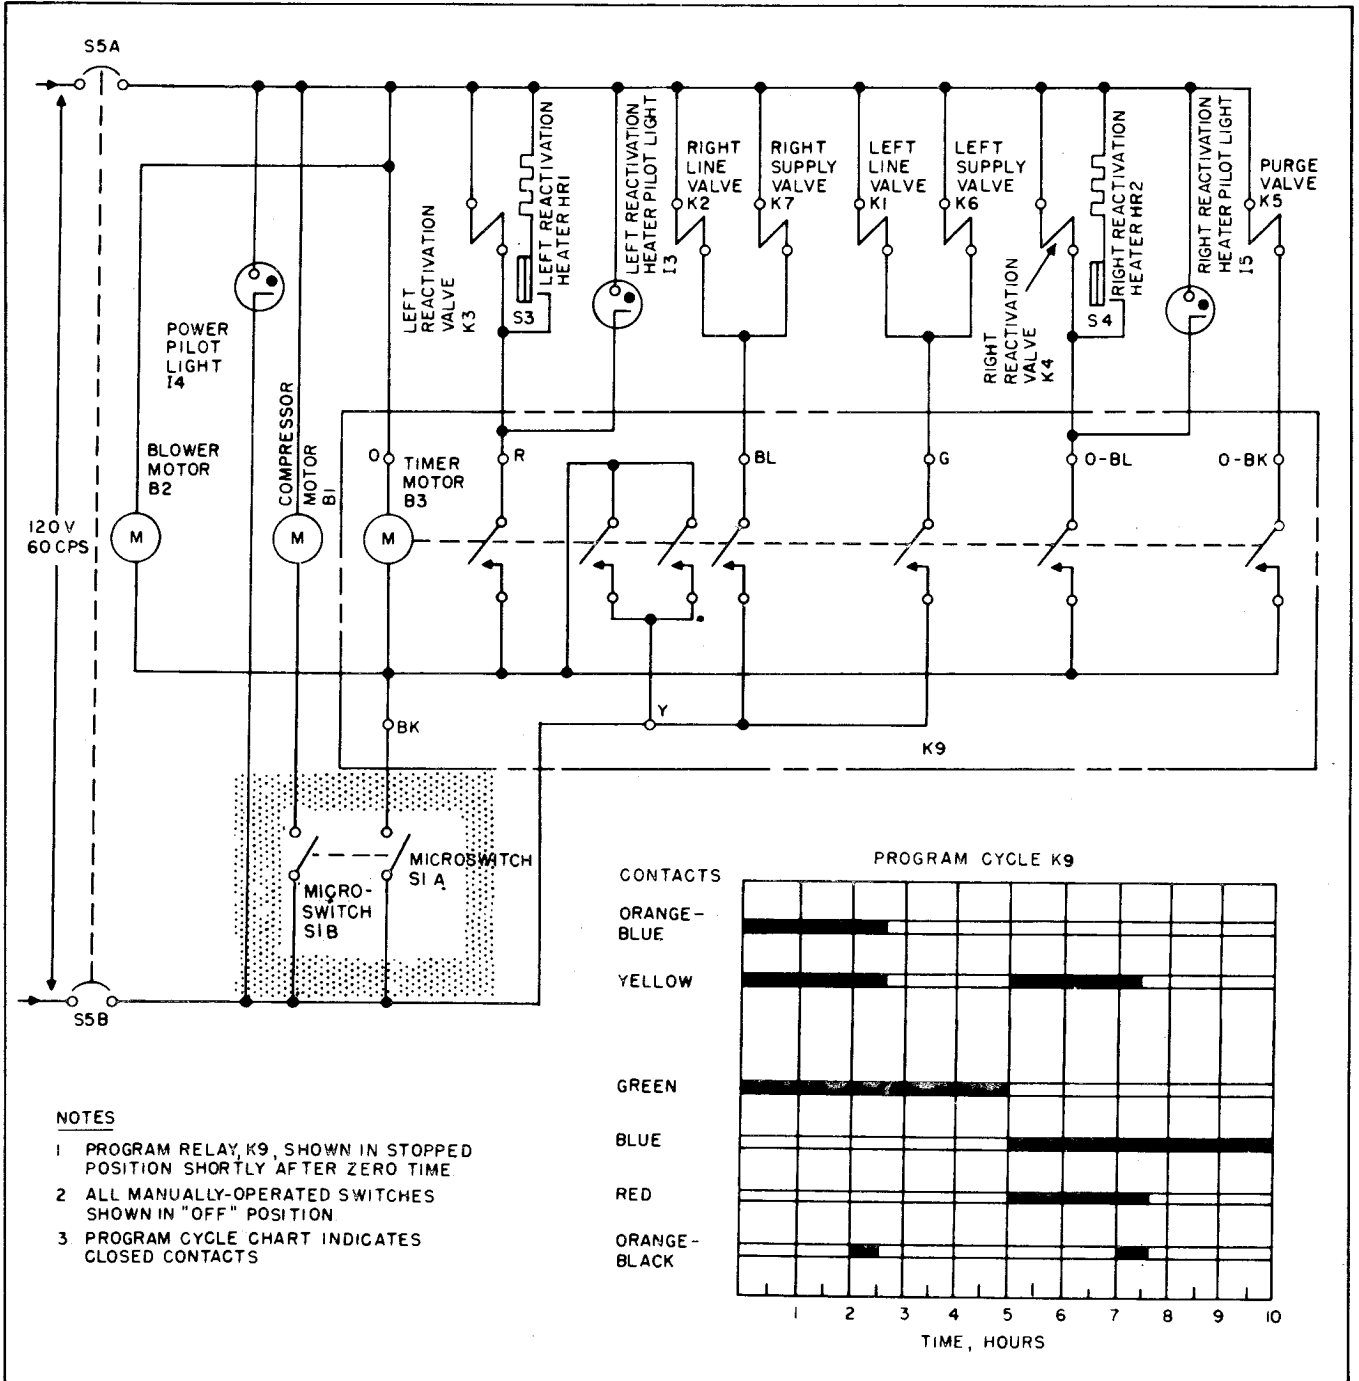 S5A
LEFT REACTIVATION
HEATER HR1
LEFT REACTIVATION
HEATER PILOT LIGHT
I3
RIGHT
LINE
VALVE
K2
RIGHT
SUPPLY
VALVE
K7
LEFT
LINE
VALVE
K1
LEFT
SUPPLY
VALVE
K6
RIGHT REACTIVATION
HEATER HR2
RIGHT REACTIVATION
HEATER PILOT LIGHT
I5
PURGE
VALVE
K5
POWER
PILOT
LIGHT
I4
LEFT
REACTIVATION
VALVE
K3
S3
RIGHT
REACTIVATION
VALVE
K4
S4
BLOWER
MOTOR
B2
COMPRESSOR
MOTOR
B1
O
TIMER
MOTOR
B3
R
BL
G
O-BL
O-BK
120 V
60 CPS
M
M
M
Y
BK
K9
MICROSWITCH
S1A
MICRO-
SWITCH
S1B
S5B
PROGRAM CYCLE K9
CONTACTS
ORANGE-
BLUE
YELLOW
GREEN
BLUE
RED
ORANGE-
BLACK
1 2 3 4 5 6 7 8 9 10
TIME, HOURS
NOTES
1 PROGRAM RELAY, K9, SHOWN IN STOPPED
POSITION SHORTLY AFTER ZERO TIME.
2 ALL MANUALLY-OPERATED SWITCHES
SHOWN IN "OFF" POSITION.
3. PROGRAM CYCLE CHART INDICATES
CLOSED CONTACTS